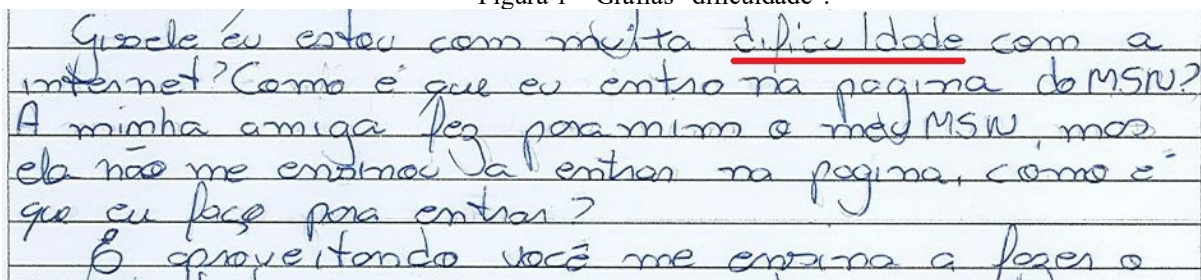 Figura 1 – Grafias "dificuldade".
Gisele eu estou com muita dificuldade com a
internet? Como é que eu entro na pagina do MSN?
A minha amiga fez para mim o meu MSN, mas
ela não me ensinou a entrar na pagina, como é
que eu faço para entrar?
E aproveitando você me ensina a fazer o